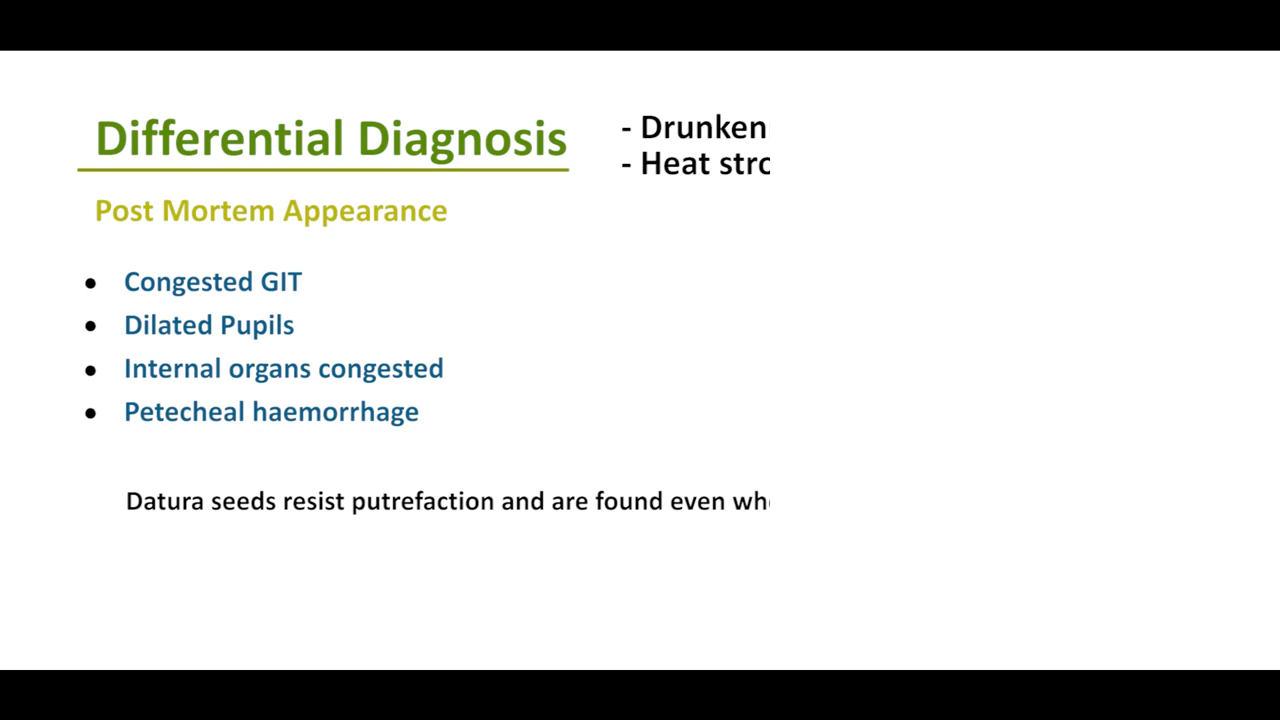 Differential Diagnosis
- Drunken
- Heat
Post Mortem Appearance
• Congested GIT
• Dilated Pupils
• Internal organs congested
• Petecheal haemorrhage
Datura seeds resist putrefaction and are found even